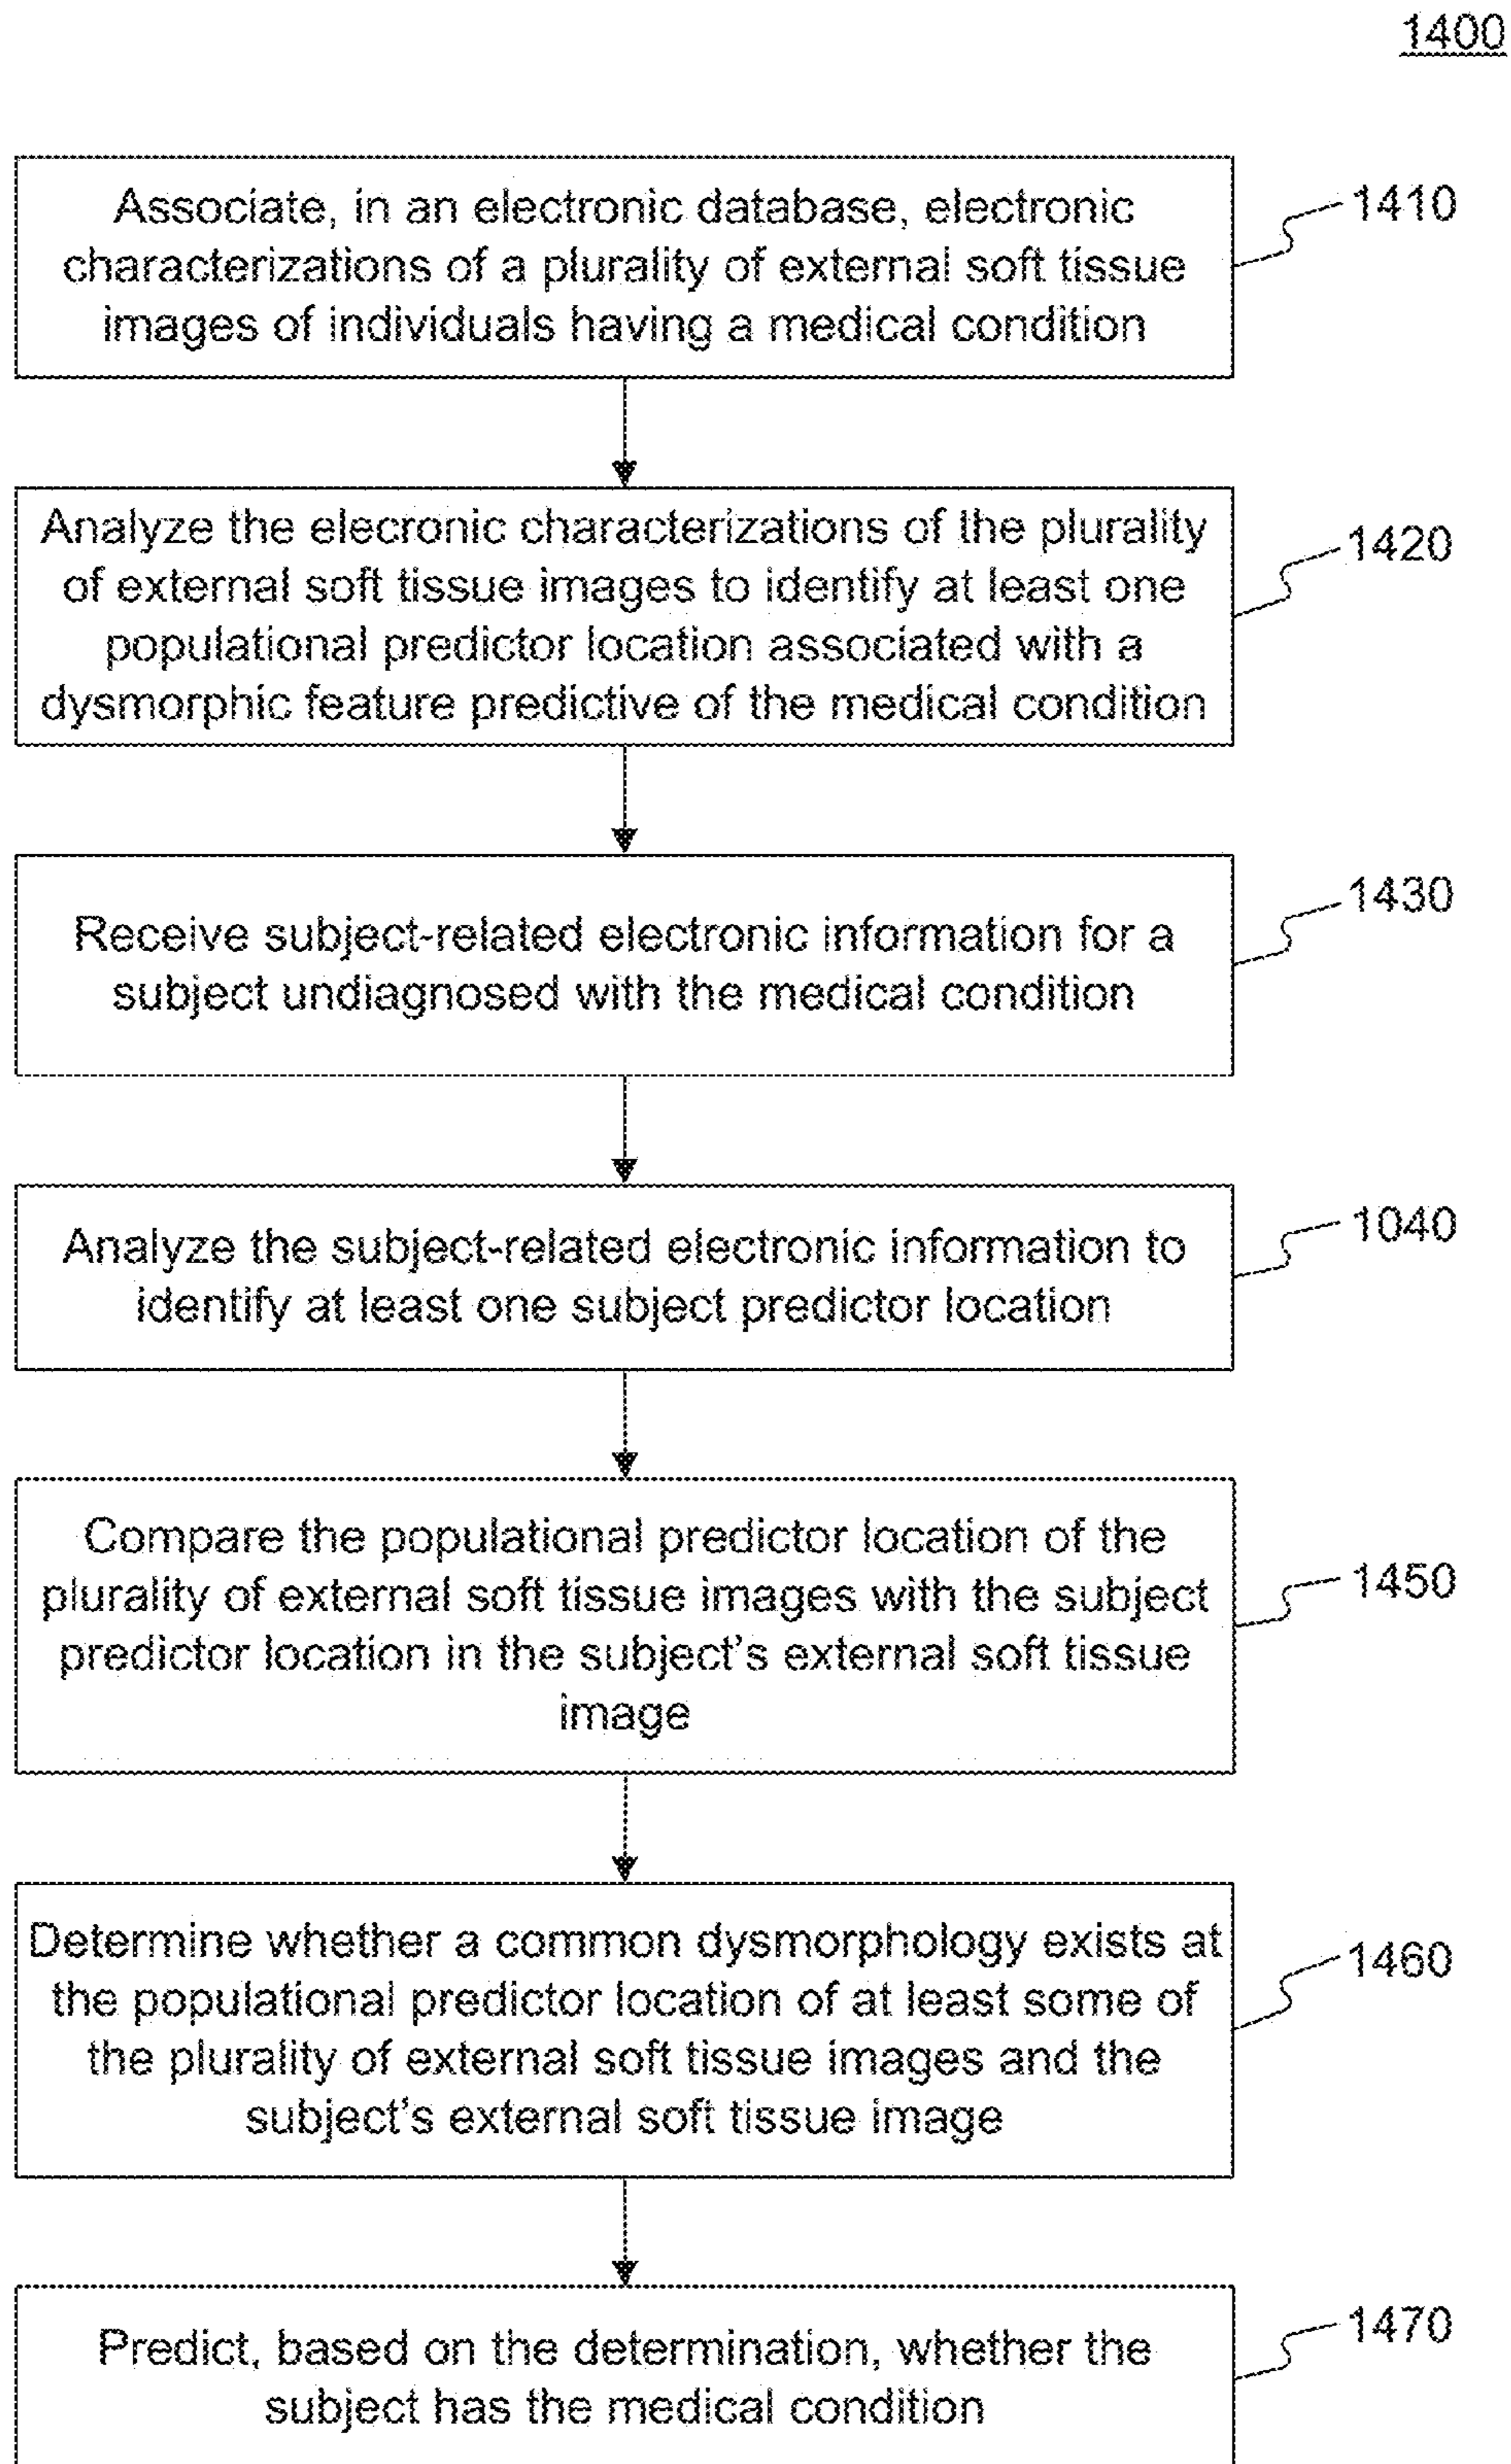 1400
Associate, in an electronic database, electronic
characterizations of a plurality of external soft tissue
images of individuals having a medical condition
1410
Analyze the elecronic characterizations of the plurality
of external soft tissue images to identify at least one
populational predictor location associated with a
dysmorphic feature predictive of the medical condition
1420
Receive subject-related electronic information for a
subject undiagnosed with the medical condition
1430
Analyze the subject-related electronic information to
identify at least one subject predictor location
1040
Compare the populational predictor location of the
plurality of external soft tissue images with the subject
predictor location in the subject's external soft tissue
image
1450
Determine whether a common dysmorphology exists at
the populational predictor location of at least some of
the plurality of external soft tissue images and the
subject's external soft tissue image
1460
Predict, based on the determination, whether the
subject has the medical condition
1470